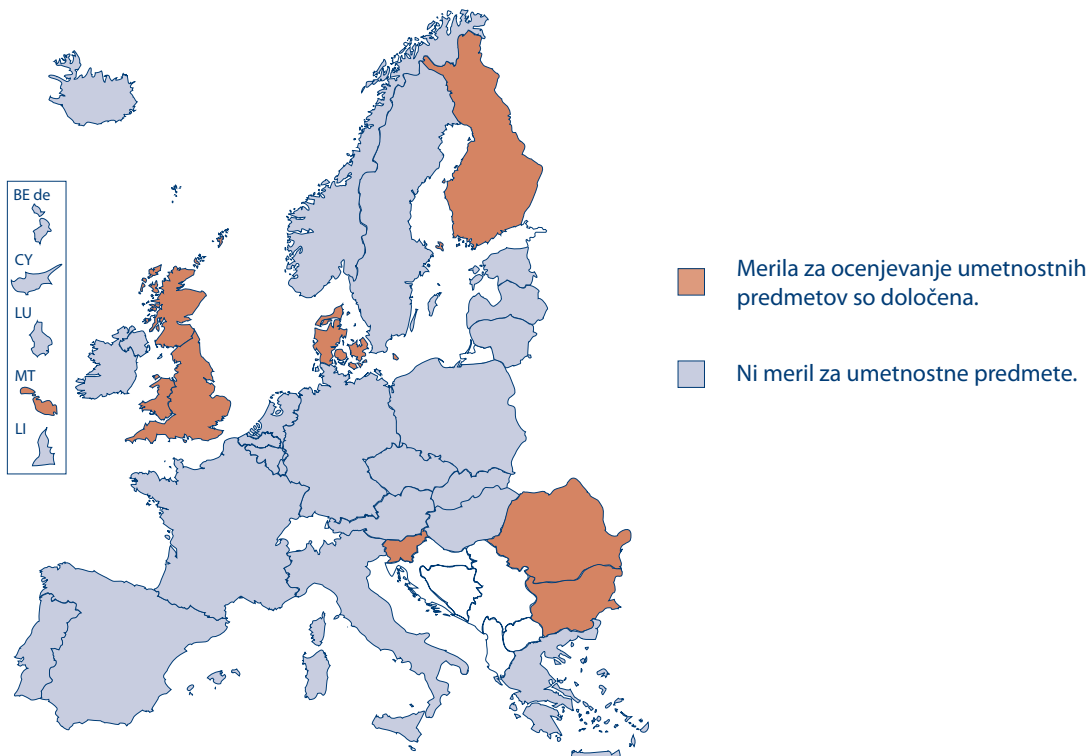 BE de
CY
LU
MT
LI
Merila za ocenjevanje umetnostnih
predmetov so določena.
Ni meril za umetnostne predmete.